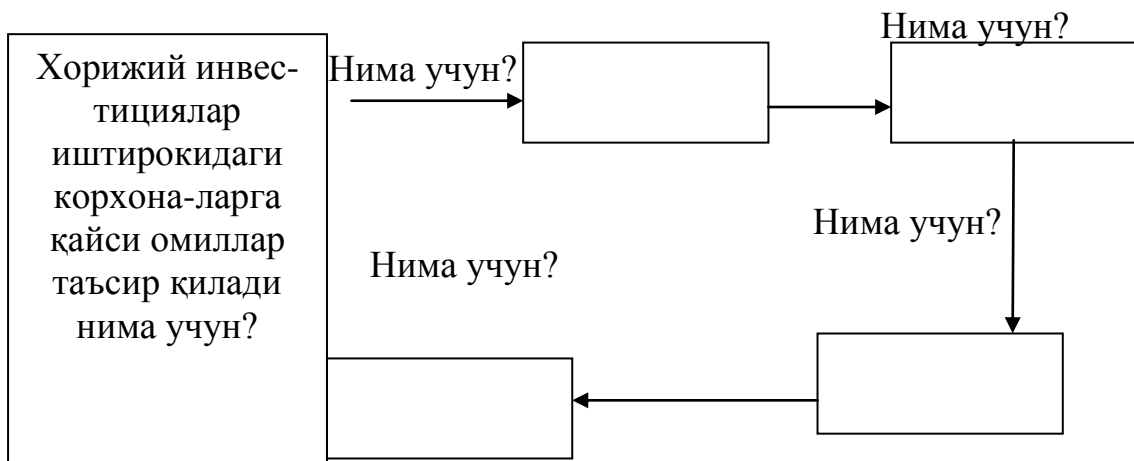 Хорижий инвес-
тициялар
иштирокидаги
корхона-ларга
қайси омиллар
таъсир қилади
нима учун?
Нима учун?
Нима учун?
Нима учун?
Нима учун?